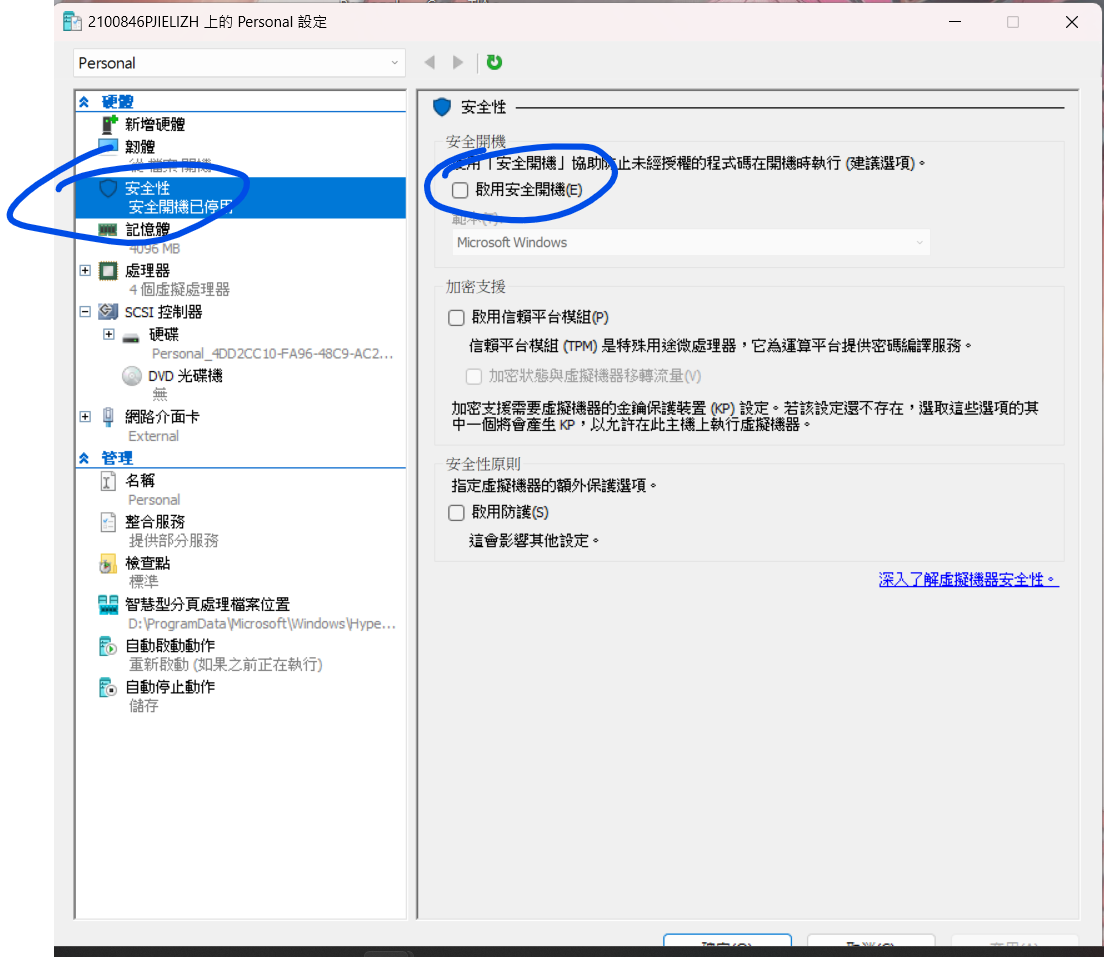 2100846PJIELIZH 上的 Personal 設定
Personal
硬體
新增硬體
韌體
從檔案開機
安全性
安全開機已停用
記憶體
4096 MB
處理器
4 個虛擬處理器
SCSI 控制器
硬碟
Personal_4DD2CC10-FA96-48C9-AC2...
DVD 光碟機
無
網路介面卡
External
管理
名稱
Personal
整合服務
提供部分服務
檢查點
標準
智慧型分頁處理檔案位置
D:\ProgramData\Microsoft\Windows\Hype...
自動啟動動作
重新啟動 (如果之前正在執行)
自動停止動作
儲存
安全性
安全開機
使用「安全開機」協助防止未經授權的程式碼在開機時執行 (建議選項)。
啟用安全開機(E)
範本(T):
Microsoft Windows
加密支援
啟用信賴平台模組(P)
信賴平台模組 (TPM) 是特殊用途微處理器，它為運算平台提供密碼編譯服務。
加密狀態與虛擬機器移轉流量(V)
加密支援需要虛擬機器的金鑰保護裝置 (KP) 設定。若該設定還不存在，選取這些選項的其
中一個將會產生 KP，以允許在此主機上執行虛擬機器。
安全性原則
指定虛擬機器的額外保護選項。
啟用防護(S)
這會影響其他設定。
深入了解虛擬機器安全性。